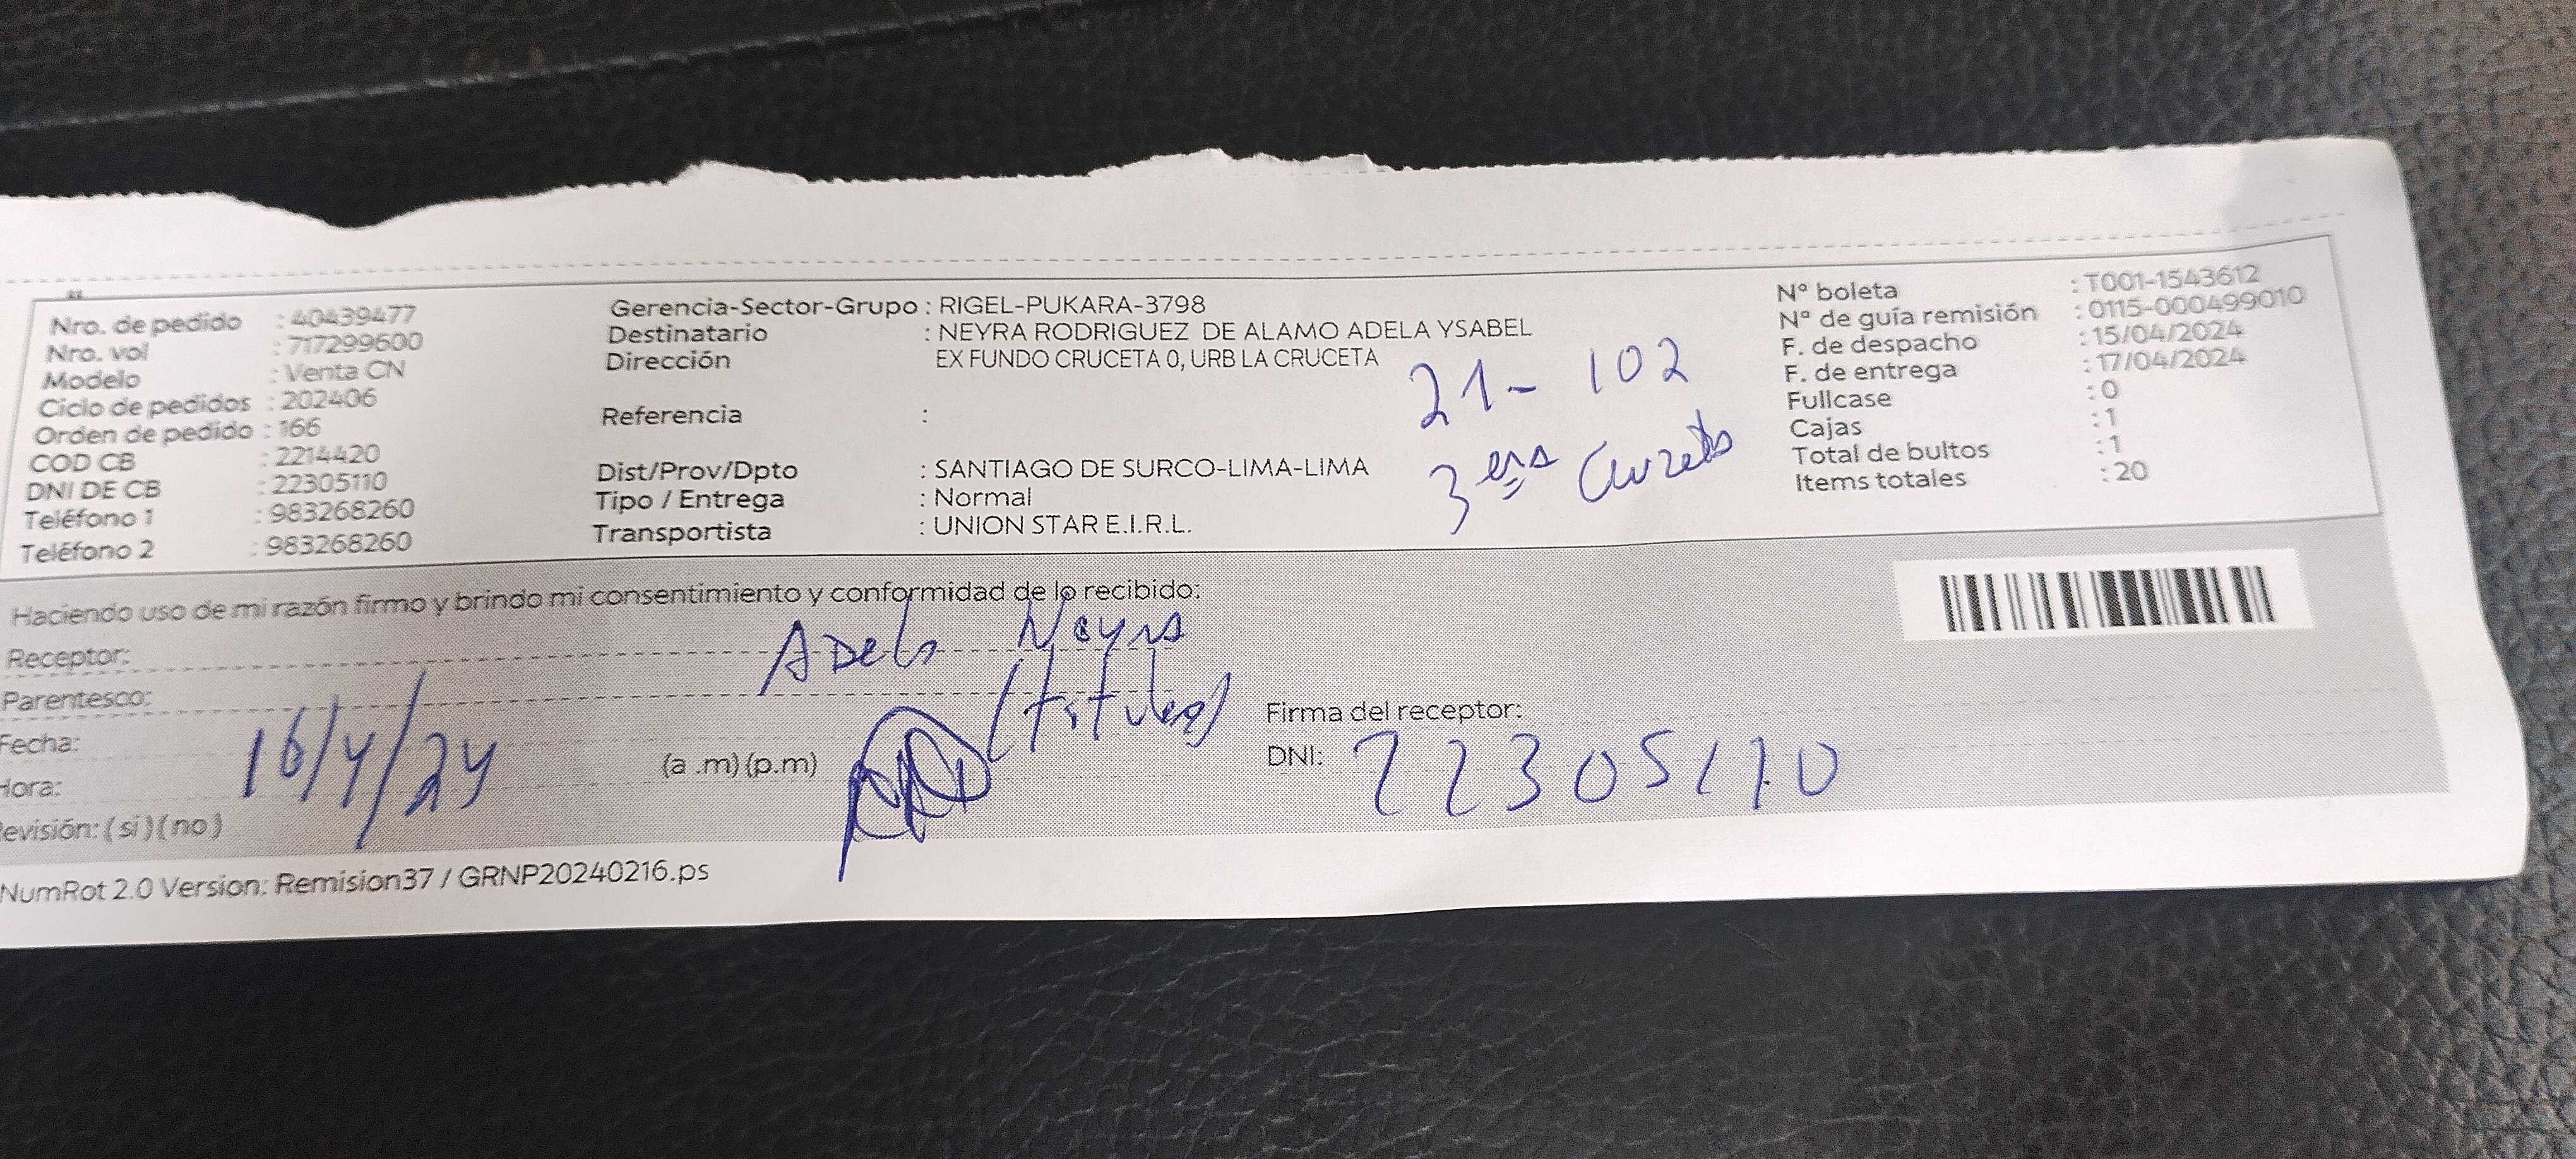 Nro. de pedido : 40439477
Nro. vol : 717299600
Modelo : Venta CN
Ciclo de pedidos : 202406
Orden de pedido : 166
COD CB : 2214420
DNI DE CB : 22305110
Teléfono 1 : 983268260
Teléfono 2 : 983268260
Gerencia-Sector-Grupo : RIGEL-PUKARA-3798
Destinatario : NEYRA RODRIGUEZ DE ALAMO ADELA YSABEL
Dirección EX FUNDO CRUCETA 0, URB LA CRUCETA
Referencia :
Dist/Prov/Dpto : SANTIAGO DE SURCO-LIMA-LIMA
Tipo / Entrega : Normal
Transportista : UNION STAR E.I.R.L.
21- 102
3era Cruzeta
N° boleta : T001-1543612
N° de guía remisión : 0115-000499010
F. de despacho : 15/04/2024
F. de entrega : 17/04/2024
Fullcase : 0
Cajas : 1
Total de bultos : 1
Items totales : 20
Haciendo uso de mi razón firmo y brindo mi consentimiento y conformidad de lo recibido:
Receptor: Adela Neyra
Parentesco: (titular)
Fecha: 16/4/24
Hora: (a .m) (p.m)
evisión: ( si ) ( no )
Firma del receptor:
DNI: 22305110
NumRot 2.0 Version: Remision37 / GRNP20240216.ps